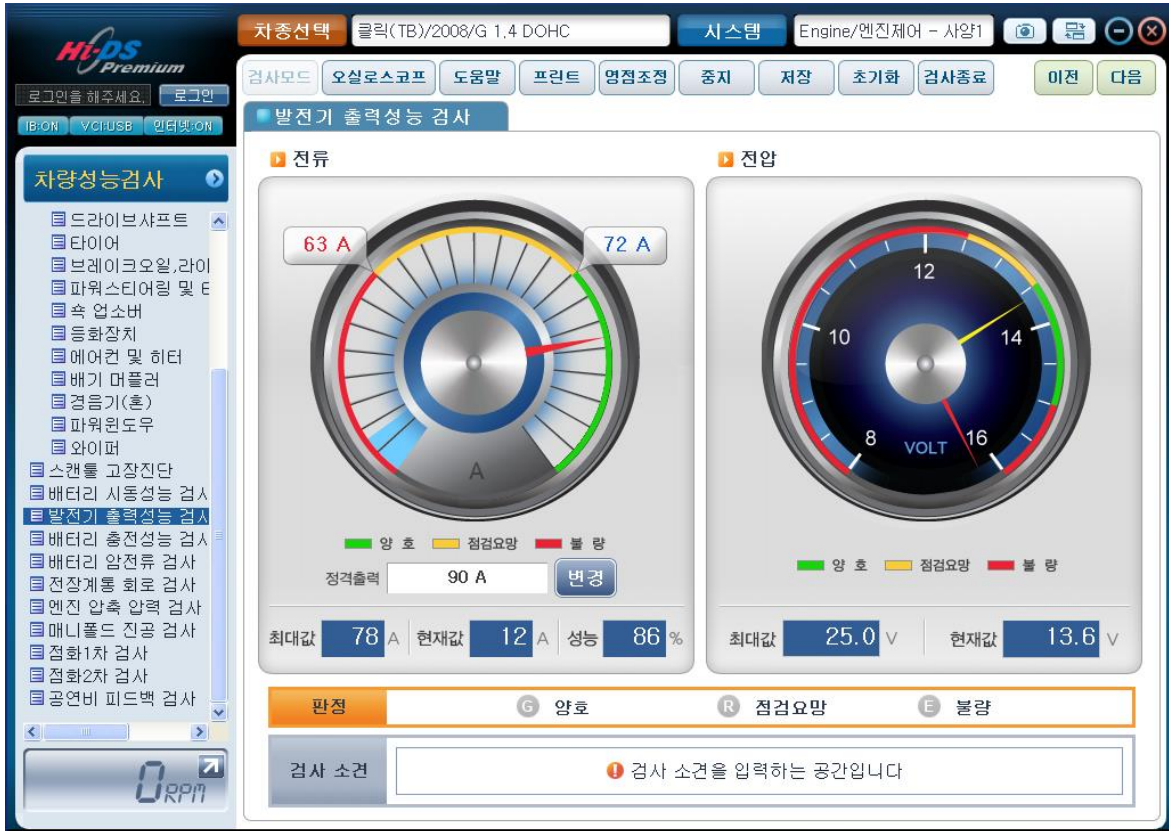 Hi-DS
Premium
로그인을 해주세요.
로그인
IB:ON
VCI:USB
인터넷:ON
차종선택
클릭(TB)/2008/G 1.4 DOHC
시스템
Engine/엔진제어 - 사양1
검사모드
오실로스코프
도움말
프린트
영점조정
중지
저장
초기화
검사종료
이전
다음
차량성능검사
드라이브샤프트
타이어
브레이크오일,라이
파워스티어링 및 E
쇽 업소버
등화장치
에어컨 및 히터
배기 머플러
경음기(혼)
파워윈도우
와이퍼
스캔툴 고장진단
배터리 시동성능 검사
발전기 출력성능 검사
배터리 충전성능 검사
배터리 암전류 검사
전장계통 회로 검사
엔진 압축 압력 검사
매니폴드 진공 검사
점화1차 검사
점화2차 검사
공연비 피드백 검사
0 RPM
발전기 출력성능 검사
전류
63 A
72 A
A
양 호
점검요망
불 량
정격출력
90 A
변경
최대값 78 A
현재값 12 A
성능 86 %
전압
8
10
12
14
16
VOLT
양 호
점검요망
불 량
최대값 25.0 V
현재값 13.6 V
판정
G 양호
R 점검요망
E 불량
검사 소견
검사 소견을 입력하는 공간입니다